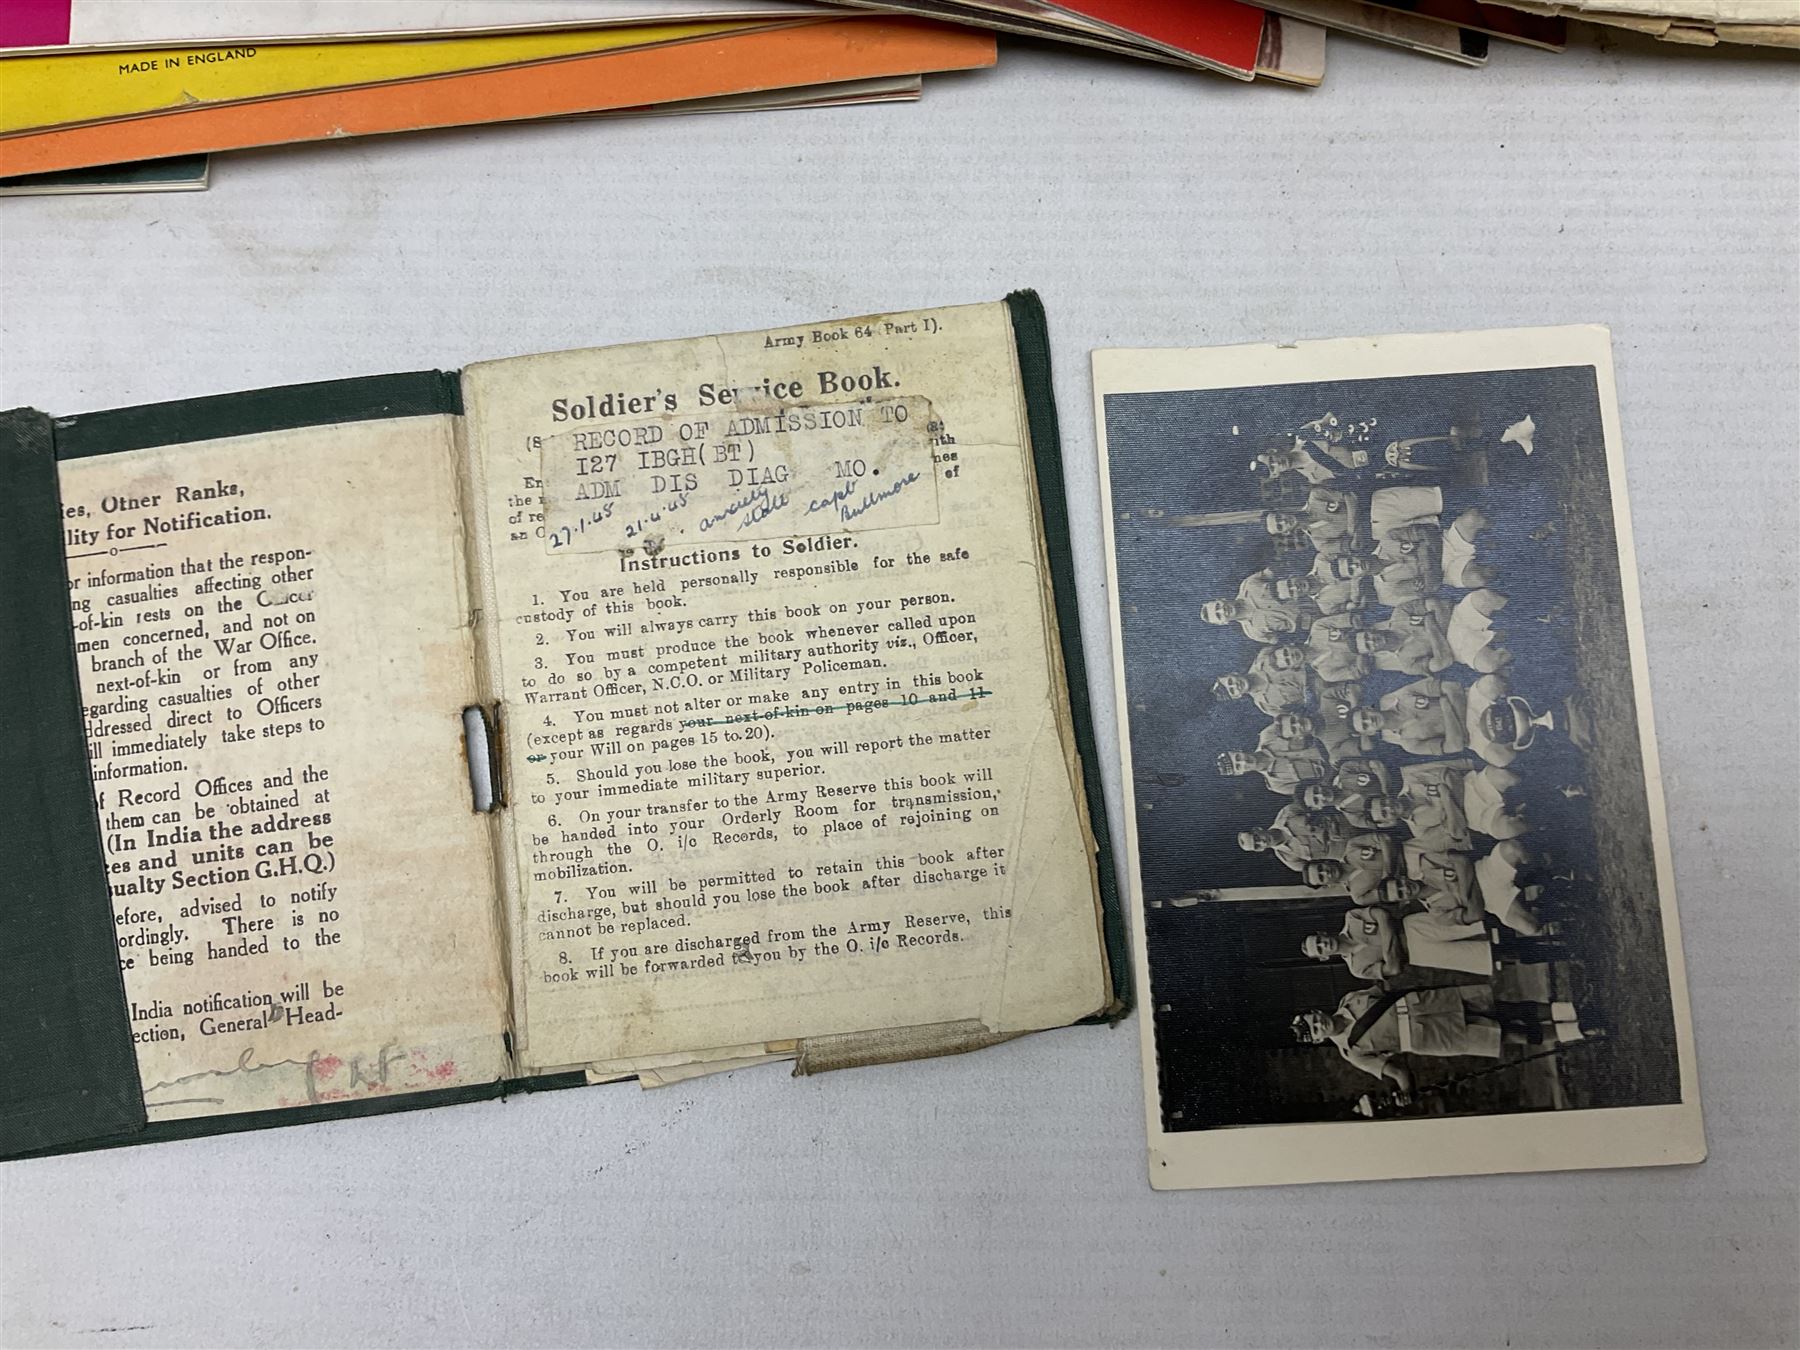 MADE IN ENGLAND
Other Ranks,
lity for Notification.
or information that the respon-
ng casualties affecting other
-of-kin rests on the Officer
men concerned, and not on
branch of the War Office.
next-of-kin or from any
egarding casualties of other
ddressed direct to Officers
ill immediately take steps to
information.
f Record Offices and the
them can be obtained at
(In India the address
es and units can be
ualty Section G.H.Q.)
efore, advised to notify
ordingly. There is no
ce being handed to the
India notification will be
ection, General Head-
Army Book 64 (Part I).
Soldier's Service Book.
RECORD OF ADMISSION TO
I27 IBGH(BT)
ADM DIS DIAG MO.
27.1.45 21.4.45 anxiety state capt Bullmore
Instructions to Soldier.
1. You are held personally responsible for the safe
custody of this book.
2. You will always carry this book on your person.
3. You must produce the book whenever called upon
to do so by a competent military authority viz., Officer,
Warrant Officer, N.C.O. or Military Policeman.
4. You must not alter or make any entry in this book
(except as regards your next-of-kin on pages 10 and 11
or your Will on pages 15 to 20).
5. Should you lose the book, you will report the matter
to your immediate military superior.
6. On your transfer to the Army Reserve this book will
be handed into your Orderly Room for transmission,
through the O. i/c Records, to place of rejoining on
mobilization.
7. You will be permitted to retain this book after
discharge, but should you lose the book after discharge it
cannot be replaced.
8. If you are discharged from the Army Reserve, this
book will be forwarded to you by the O. i/c Records.